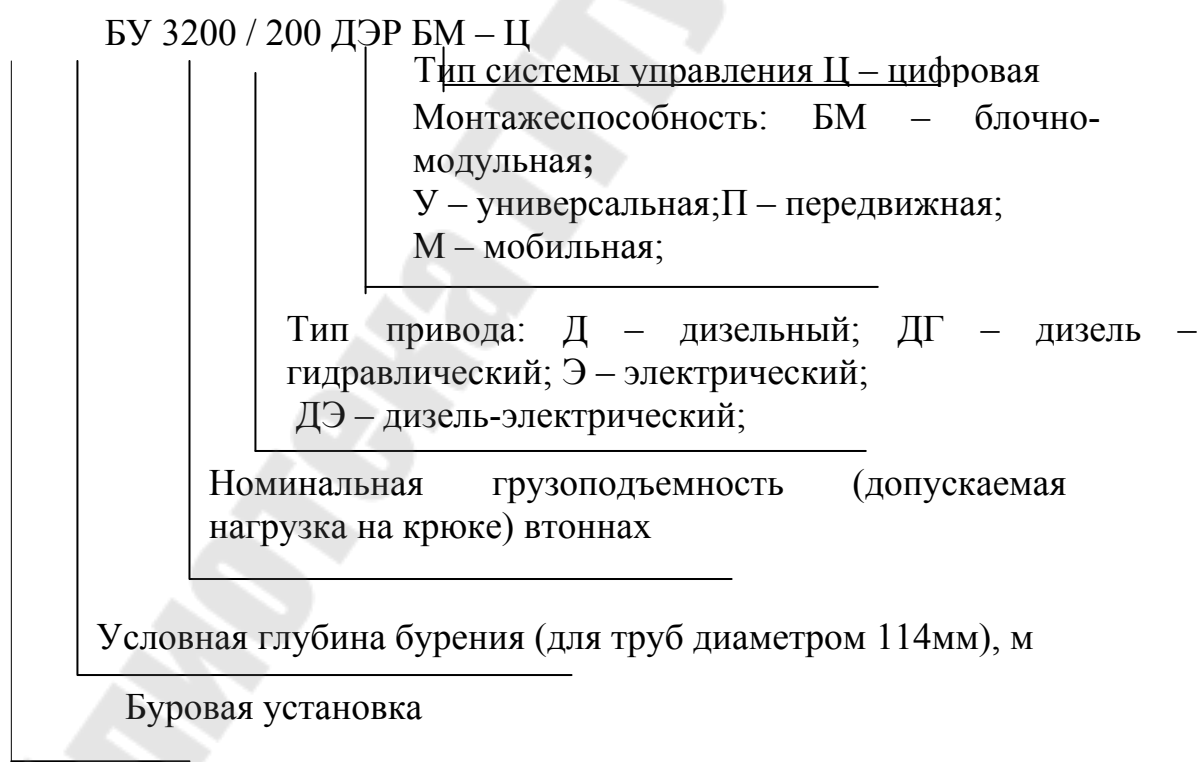 БУ 3200 / 200 ДЭР БМ – Ц
Тип системы управления Ц – цифровая
Монтажеспособность: БМ – блочно-
модульная;
У – универсальная;П – передвижная;
М – мобильная;
Тип привода: Д – дизельный; ДГ – дизель –
гидравлический; Э – электрический;
ДЭ – дизель-электрический;
Номинальная грузоподъемность (допускаемая
нагрузка на крюке) втоннах
Условная глубина бурения (для труб диаметром 114мм), м
Буровая установка